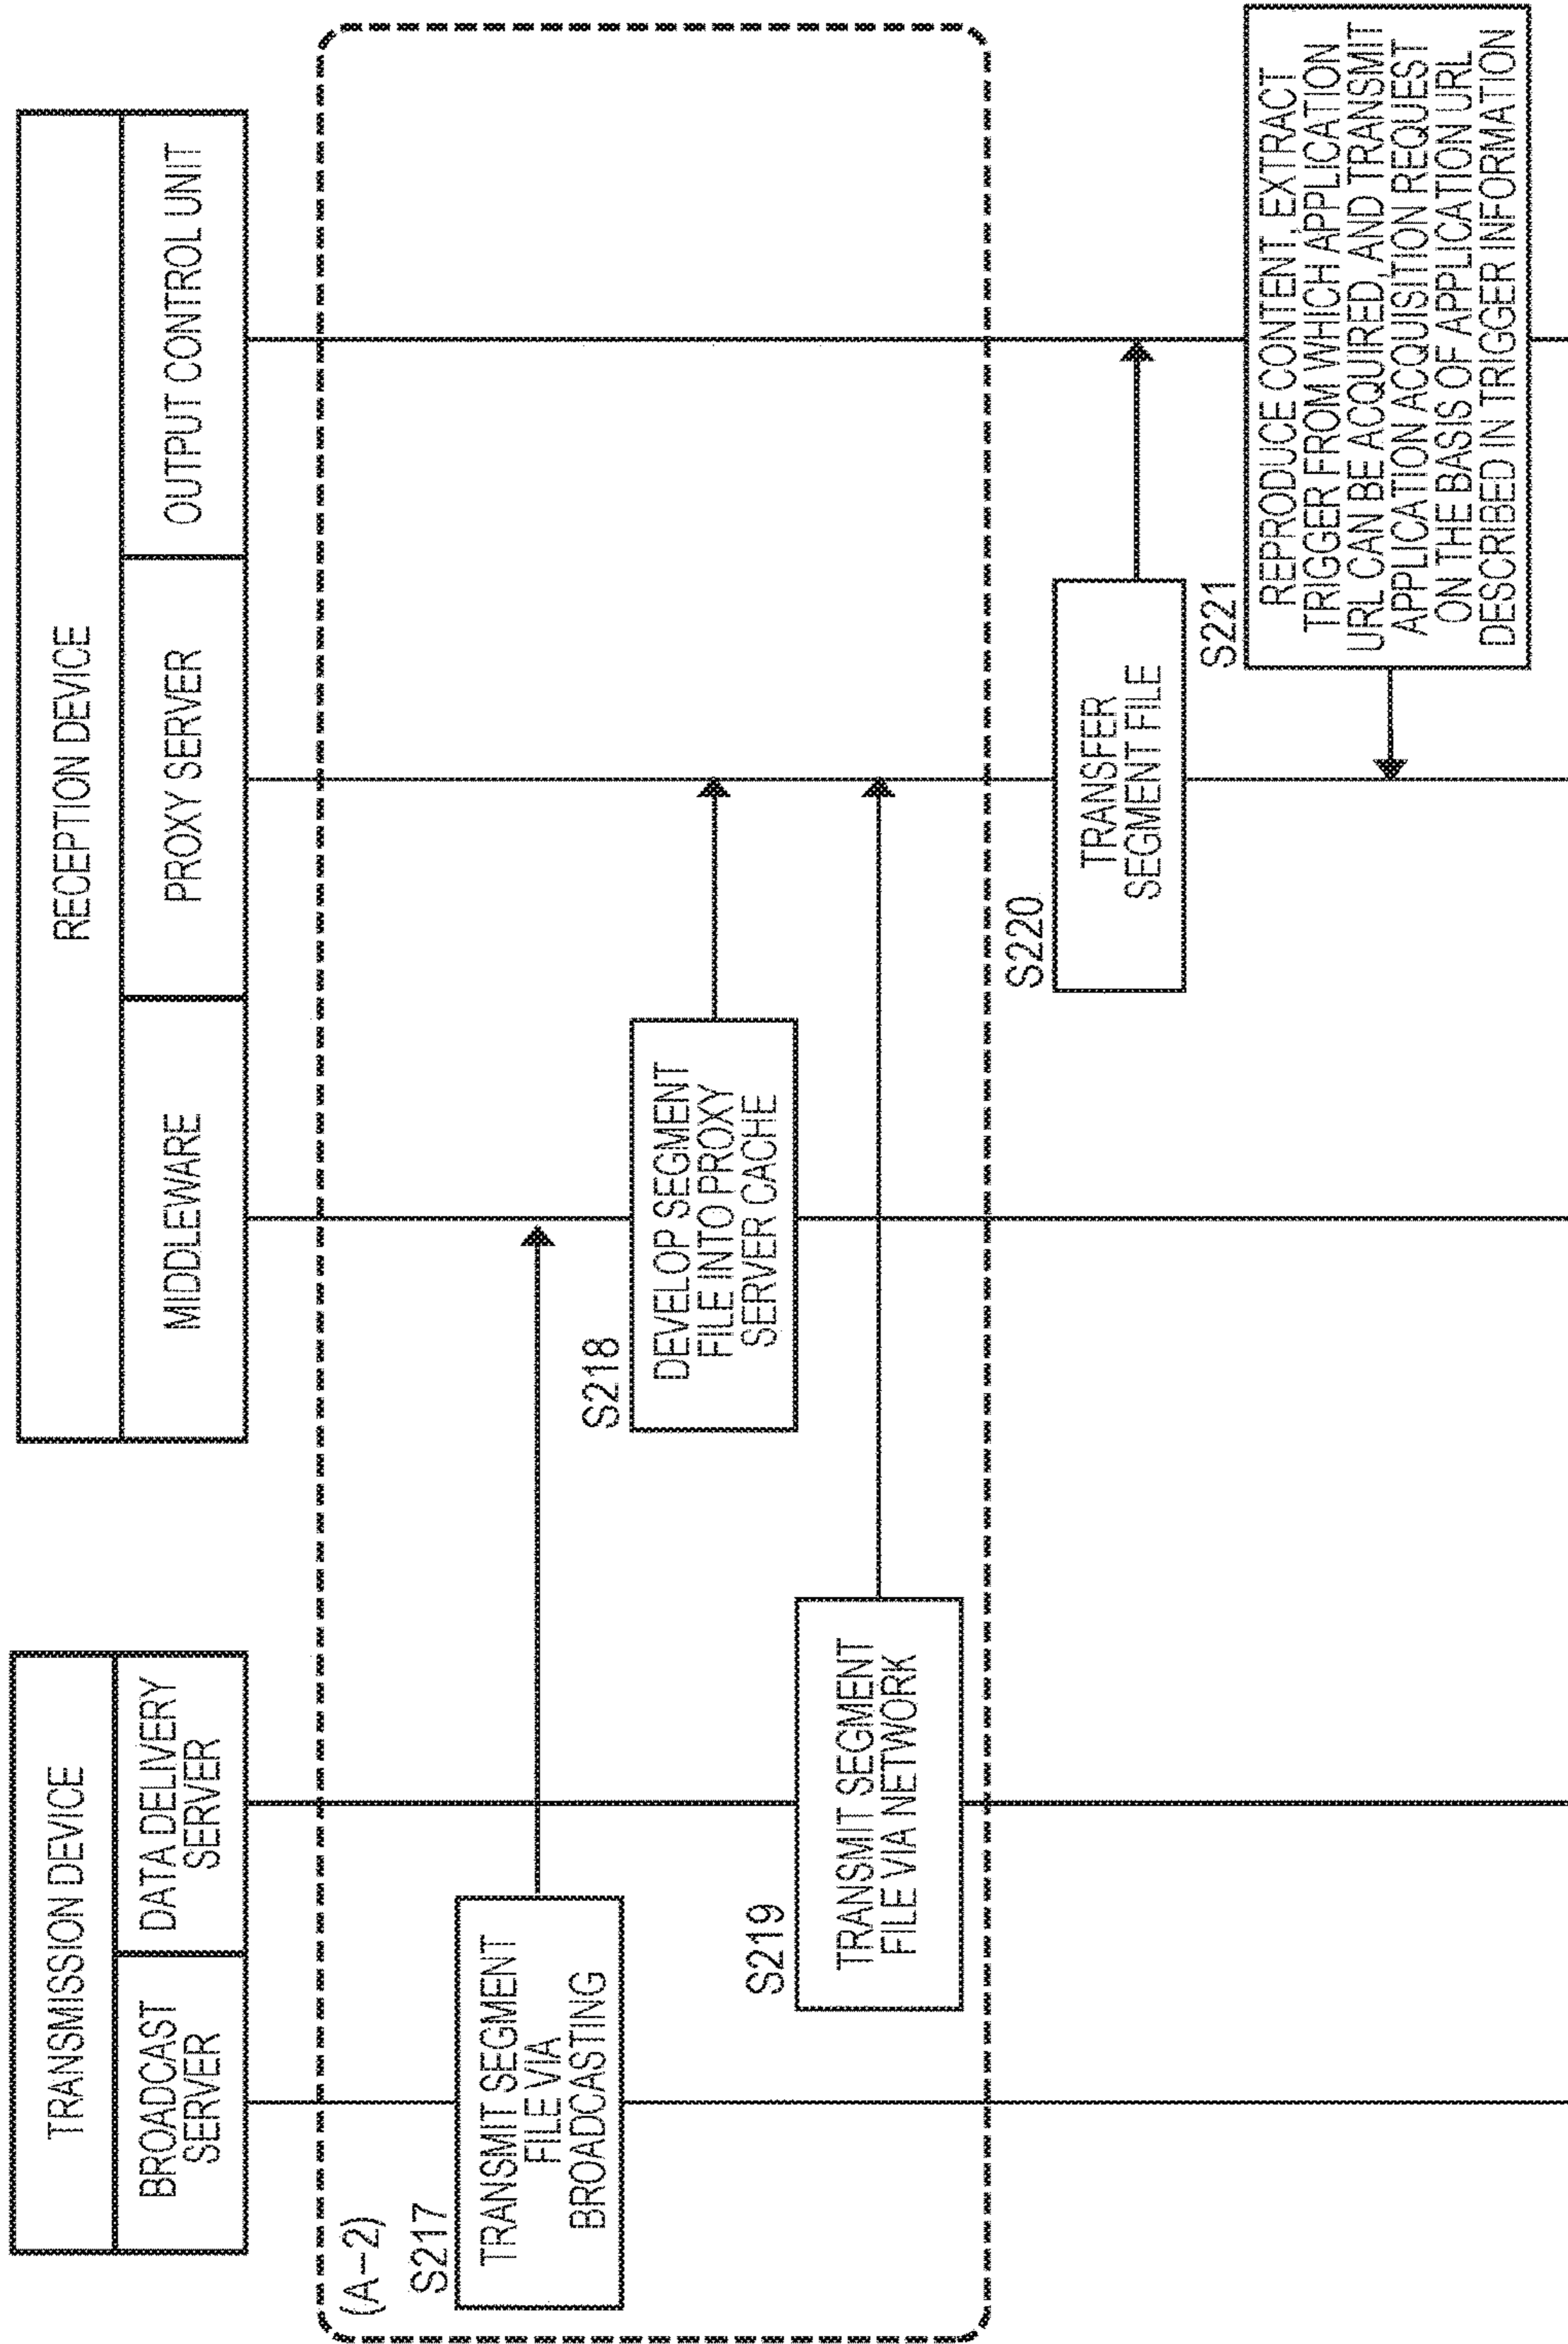 TRANSMISSION DEVICE
BROADCAST
SERVER
DATA DELIVERY
SERVER
RECEPTION DEVICE
MIDDLEWARE
PROXY SERVER
OUTPUT CONTROL UNIT
(A-2)
S217
TRANSMIT SEGMENT
FILE VIA
BROADCASTING
S218
DEVELOP SEGMENT
FILE INTO PROXY
SERVER CACHE
S219
TRANSMIT SEGMENT
FILE VIA NETWORK
S220
TRANSFER
SEGMENT FILE
S221
REPRODUCE CONTENT, EXTRACT
TRIGGER FROM WHICH APPLICATION
URL CAN BE ACQUIRED, AND TRANSMIT
APPLICATION ACQUISITION REQUEST
ON THE BASIS OF APPLICATION URL
DESCRIBED IN TRIGGER INFORMATION